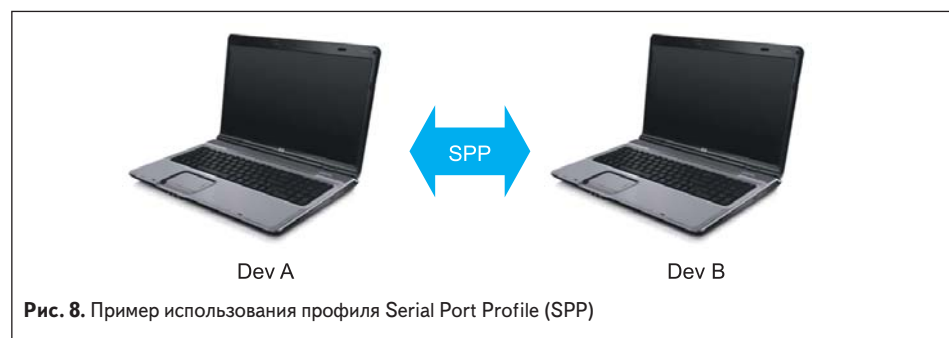 SPP
Dev A
Dev B
Рис. 8. Пример использования профиля Serial Port Profile (SPP)